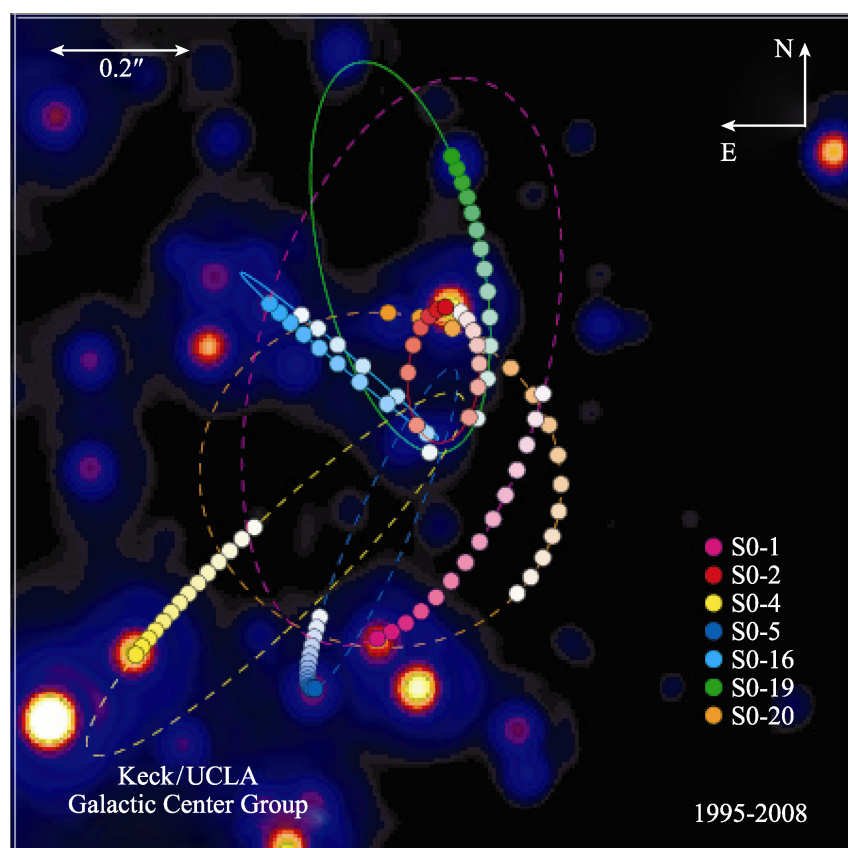 0.2″
N
E
S0-1
S0-2
S0-4
S0-5
S0-16
S0-19
S0-20
Keck/UCLA
Galactic Center Group
1995-2008